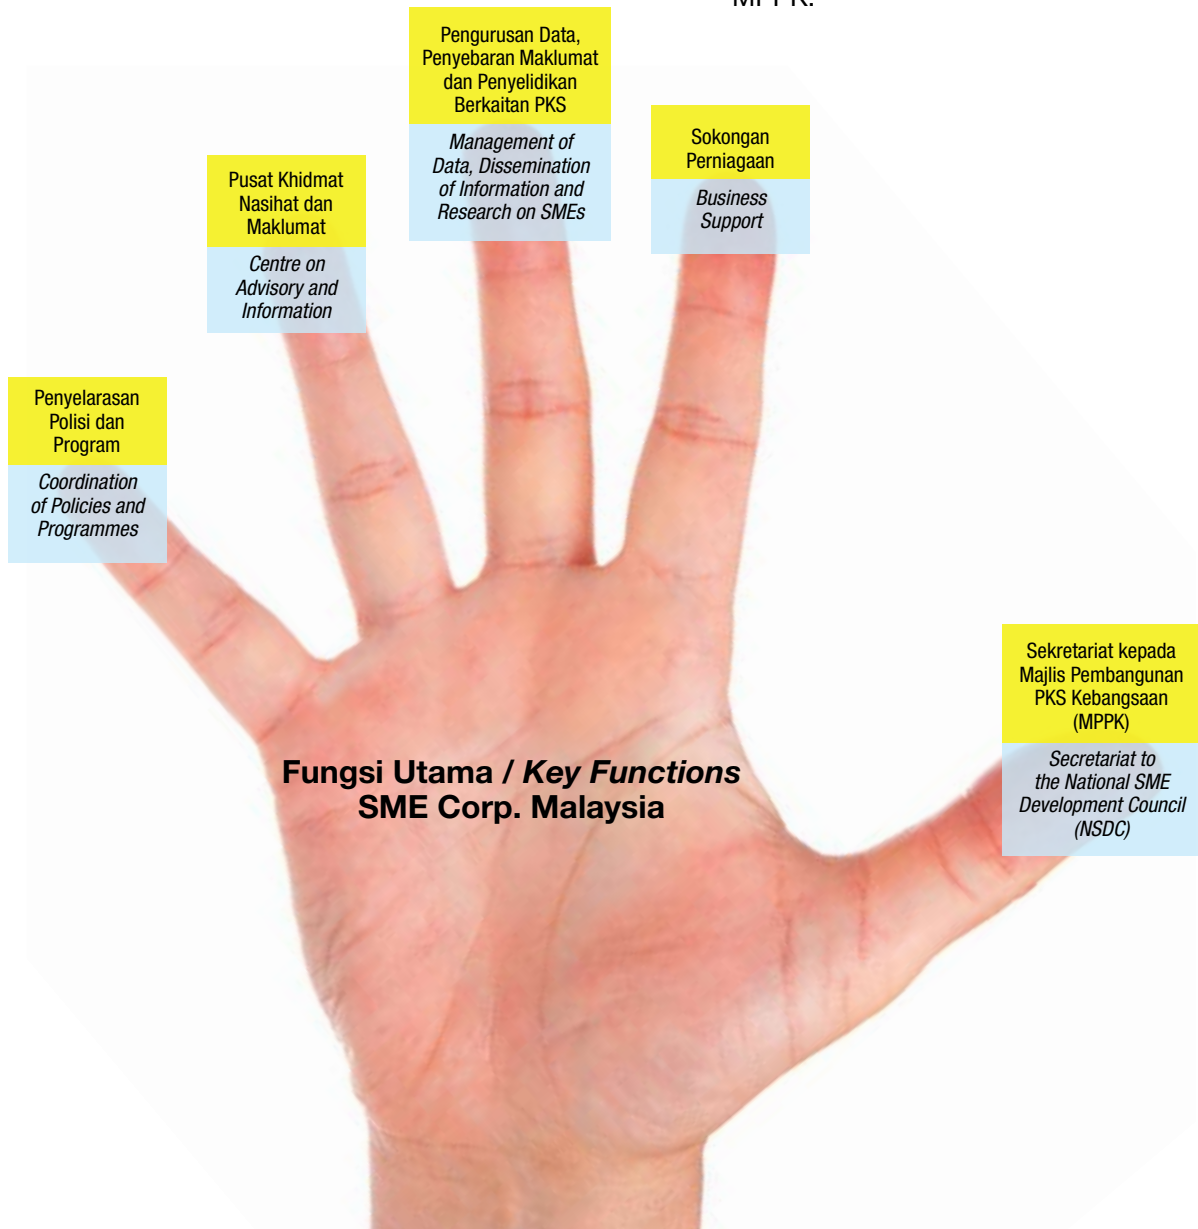 MPPK.
Pengurusan Data,
Penyebaran Maklumat
dan Penyelidikan
Berkaitan PKS
Management of
Data, Dissemination
of Information and
Research on SMEs
Sokongan
Perniagaan
Business
Support
Pusat Khidmat
Nasihat dan
Maklumat
Centre on
Advisory and
Information
Penyelarasan
Polisi dan
Program
Coordination
of Policies and
Programmes
Sekretariat kepada
Majlis Pembangunan
PKS Kebangsaan
(MPPK)
Secretariat to
the National SME
Development Council
(NSDC)
Fungsi Utama / Key Functions
SME Corp. Malaysia